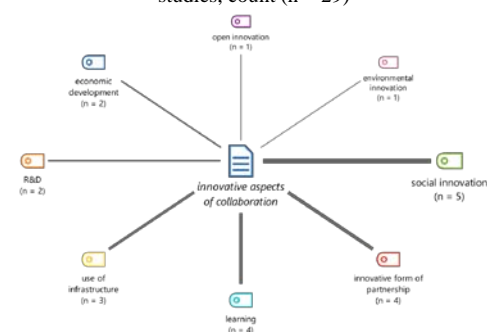 studies, count (n = 29)
open innovation
(n = 1)
economic
development
(n = 2)
environmental
innovation
(n = 1)
R&D
(n = 2)
innovative aspects
of collaboration
social innovation
(n = 5)
use of
infrastructure
(n = 3)
innovative form of
partnership
(n = 4)
learning
(n = 4)